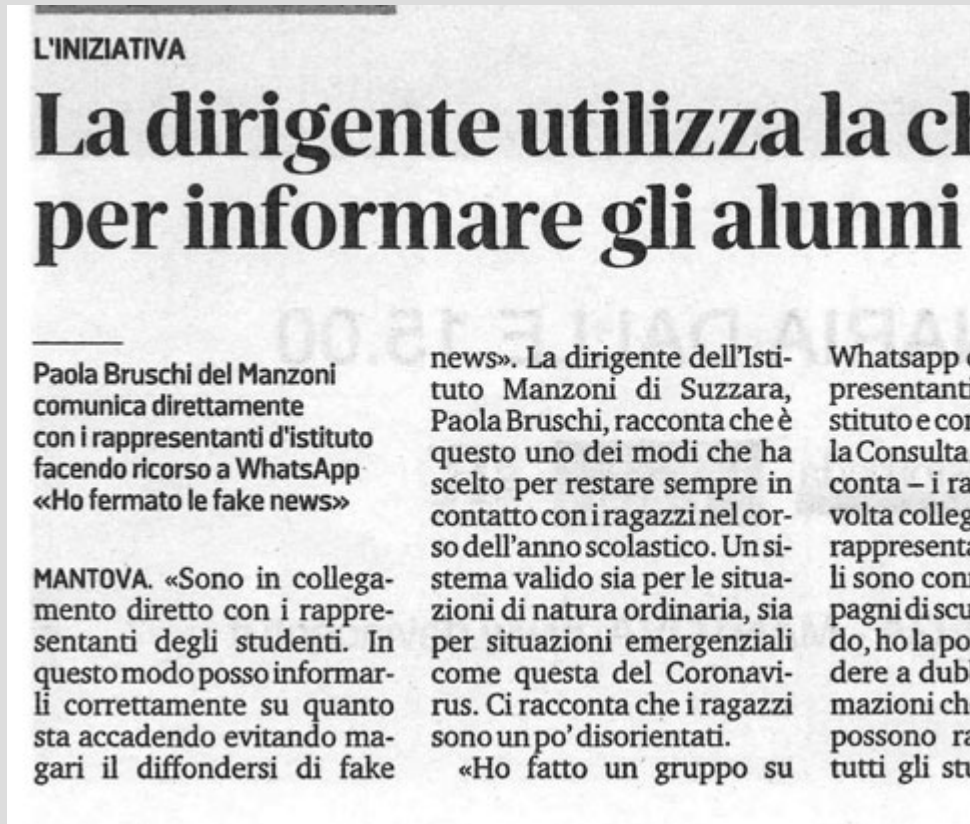 L'INIZIATIVA
La dirigente utilizza la
per informare gli alunni
Paola Bruschi del Manzoni
comunica direttamente
con i rappresentanti d'istituto
facendo ricorso a WhatsApp
«Ho fermato le fake news»
MANTOVA. «Sono in collega-
mento diretto con i rappre-
sentanti degli studenti. In
questo modo posso informar-
li correttamente su quanto
sta accadendo evitando ma-
gari il diffondersi di fake
news». La dirigente dell'Isti-
tuto Manzoni di Suzzara,
Paola Bruschi, racconta che è
questo uno dei modi che ha
scelto per restare sempre in
contatto con i ragazzi nel cor-
so dell'anno scolastico. Un si-
stema valido sia per le situa-
zioni di natura ordinaria, sia
per situazioni emergenziali
come questa del Coronavi-
rus. Ci racconta che i ragazzi
sono un po' disorientati.
«Ho fatto un gruppo su
Whatsapp
presentanti
stituto e con
la Consulta
conta – i ra
volta colleg
rappresenta
li sono conn
pagni di scu
do, ho la po
dere a dub
mazioni ch
possono ra
tutti gli stu